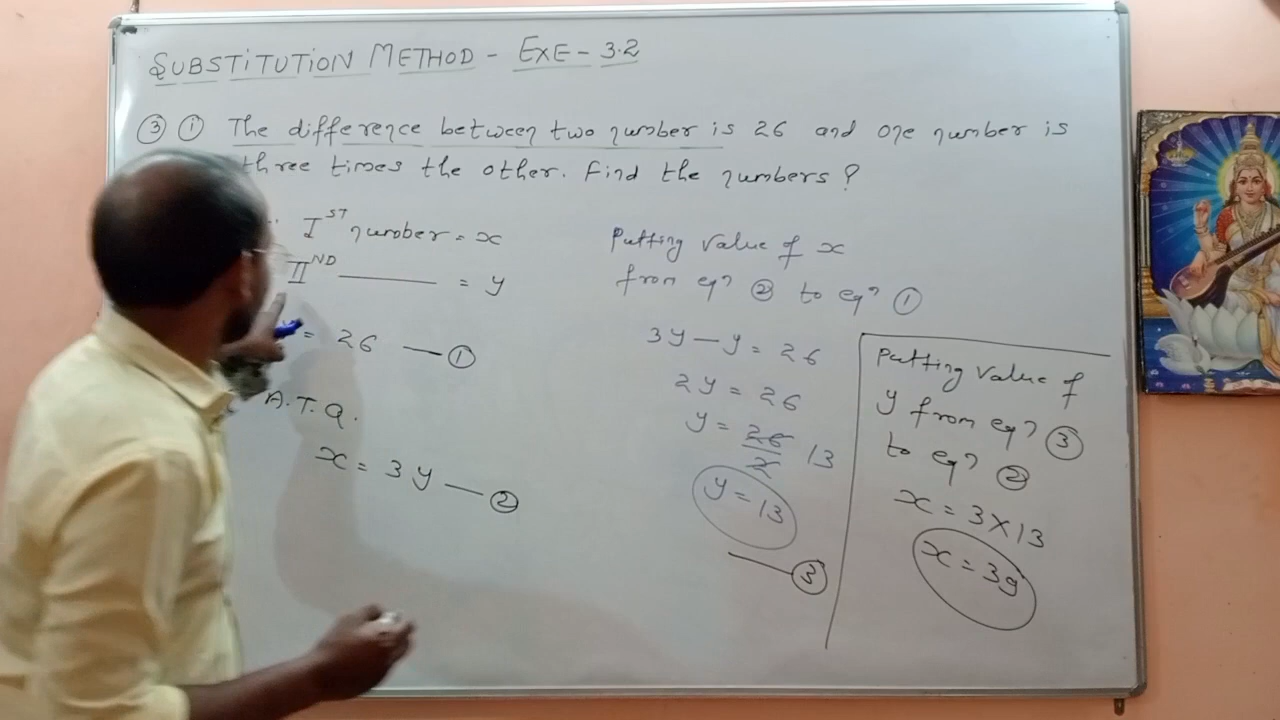 SUBSTITUTION METHOD - EXE - 3.2
③ ① The difference between two number is 26 and one number is
three times the other. Find the numbers?
Iˢᵀ number = x
IIᴺᴰ ——— = y
= 26 — ①
A.T.Q.
x = 3y — ②
Putting value of x
from eqⁿ ② to eqⁿ ①
3y — y = 26
2y = 26
y = 26/2 13
y = 13
— ③
Putting value of
y from eqⁿ ③
to eqⁿ ②
x = 3 × 13
x = 39